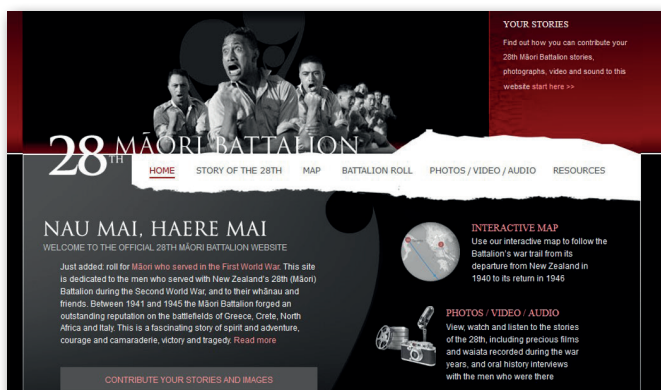 YOUR STORIES
Find out how you can contribute your
28th Māori Battalion stories,
photographs, video and sound to this
website start here >>
28TH MĀORI BATTALION
HOME STORY OF THE 28TH MAP BATTALION ROLL PHOTOS / VIDEO / AUDIO RESOURCES
NAU MAI, HAERE MAI
WELCOME TO THE OFFICIAL 28TH MĀORI BATTALION WEBSITE
Just added: roll for Māori who served in the First World War. This site
is dedicated to the men who served with New Zealand's 28th (Māori)
Battalion during the Second World War, and to their whānau and
friends. Between 1941 and 1945 the Māori Battalion forged an
outstanding reputation on the battlefields of Greece, Crete, North
Africa and Italy. This is a fascinating story of spirit and adventure,
courage and camaraderie, victory and tragedy. Read more
CONTRIBUTE YOUR STORIES AND IMAGES
INTERACTIVE MAP
Use our interactive map to follow the
Battalion's war trail from its
departure from New Zealand in
1940 to its return in 1946
PHOTOS / VIDEO / AUDIO
View, watch and listen to the stories
of the 28th, including precious films
and waiata recorded during the war
years, and oral history interviews
with the men who were there